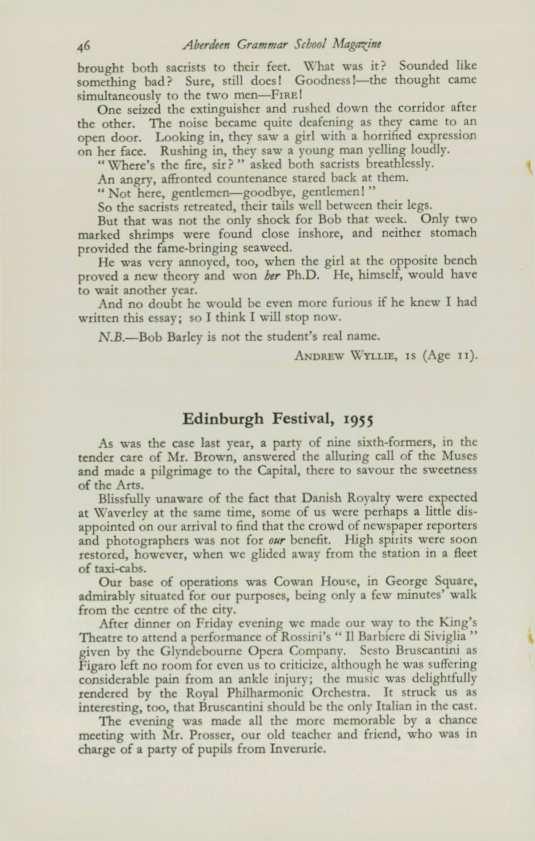 46 Aberdeen Grammar School Magazine
brought both sacrists to their feet. What was it? Sounded like
something bad? Sure, still does! Goodness!—the thought came
simultaneously to the two men—FIRE!
One seized the extinguisher and rushed down the corridor after
the other. The noise became quite deafening as they came to an
open door. Looking in, they saw a girl with a horrified expression
on her face. Rushing in, they saw a young man yelling loudly.
" Where's the fire, sir? " asked both sacrists breathlessly.
An angry, affronted countenance stared back at them.
" Not here, gentlemen—goodbye, gentlemen! "
So the sacrists retreated, their tails well between their legs.
But that was not the only shock for Bob that week. Only two
marked shrimps were found close inshore, and neither stomach
provided the fame-bringing seaweed.
He was very annoyed, too, when the girl at the opposite bench
proved a new theory and won her Ph.D. He, himself, would have
to wait another year.
And no doubt he would be even more furious if he knew I had
written this essay; so I think I will stop now.
N.B.—Bob Barley is not the student's real name.
ANDREW WYLLIE, 1S (Age 11).
Edinburgh Festival, 1955
As was the case last year, a party of nine sixth-formers, in the
tender care of Mr. Brown, answered the alluring call of the Muses
and made a pilgrimage to the Capital, there to savour the sweetness
of the Arts.
Blissfully unaware of the fact that Danish Royalty were expected
at Waverley at the same time, some of us were perhaps a little dis-
appointed on our arrival to find that the crowd of newspaper reporters
and photographers was not for our benefit. High spirits were soon
restored, however, when we glided away from the station in a fleet
of taxi-cabs.
Our base of operations was Cowan House, in George Square,
admirably situated for our purposes, being only a few minutes' walk
from the centre of the city.
After dinner on Friday evening we made our way to the King's
Theatre to attend a performance of Rossini's " Il Barbiere di Siviglia "
given by the Glyndebourne Opera Company. Sesto Bruscantini as
Figaro left no room for even us to criticize, although he was suffering
considerable pain from an ankle injury; the music was delightfully
rendered by the Royal Philharmonic Orchestra. It struck us as
interesting, too, that Bruscantini should be the only Italian in the cast.
The evening was made all the more memorable by a chance
meeting with Mr. Prosser, our old teacher and friend, who was in
charge of a party of pupils from Inverurie.